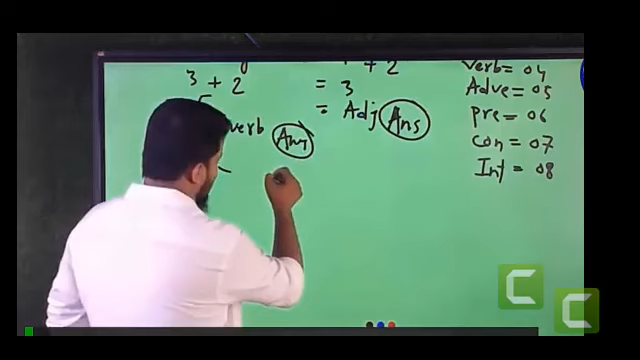 + 2
Verb = 04
3 + 2
= 3
Adve = 05
verb Ans
= Adj Ans
pre = 06
con = 07
Int = 08